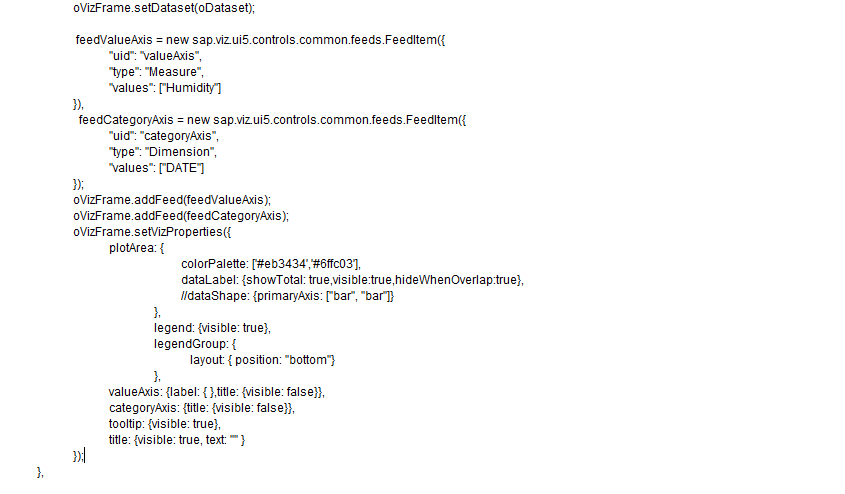 oVizFrame.setDataset(oDataset);
feedValueAxis = new sap.viz.ui5.controls.common.feeds.FeedItem({
"uid": "valueAxis",
"type": "Measure",
"values": ["Humidity"]
}),
feedCategoryAxis = new sap.viz.ui5.controls.common.feeds.FeedItem({
"uid": "categoryAxis",
"type": "Dimension",
"values": ["DATE"]
});
oVizFrame.addFeed(feedValueAxis);
oVizFrame.addFeed(feedCategoryAxis);
oVizFrame.setVizProperties({
plotArea: {
colorPalette: ['#eb3434','#6ffc03'],
dataLabel: {showTotal: true,visible:true,hideWhenOverlap:true},
//dataShape: {primaryAxis: ["bar", "bar"]}
},
legend: {visible: true},
legendGroup: {
layout: { position: "bottom"}
},
valueAxis: {label: { },title: {visible: false}},
categoryAxis: {title: {visible: false}},
tooltip: {visible: true},
title: {visible: true, text: "" }
});
},